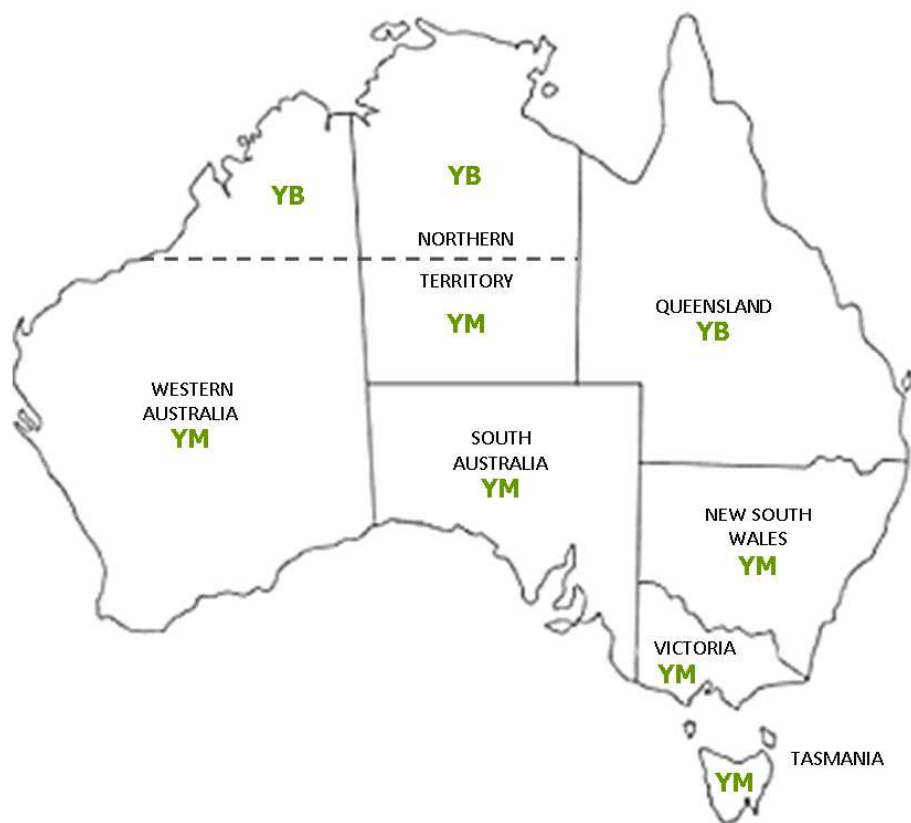 YB
YB
NORTHERN
TERRITORY
YM
QUEENSLAND
YB
WESTERN
AUSTRALIA
YM
SOUTH
AUSTRALIA
YM
NEW SOUTH
WALES
YM
VICTORIA
YM
TASMANIA
YM